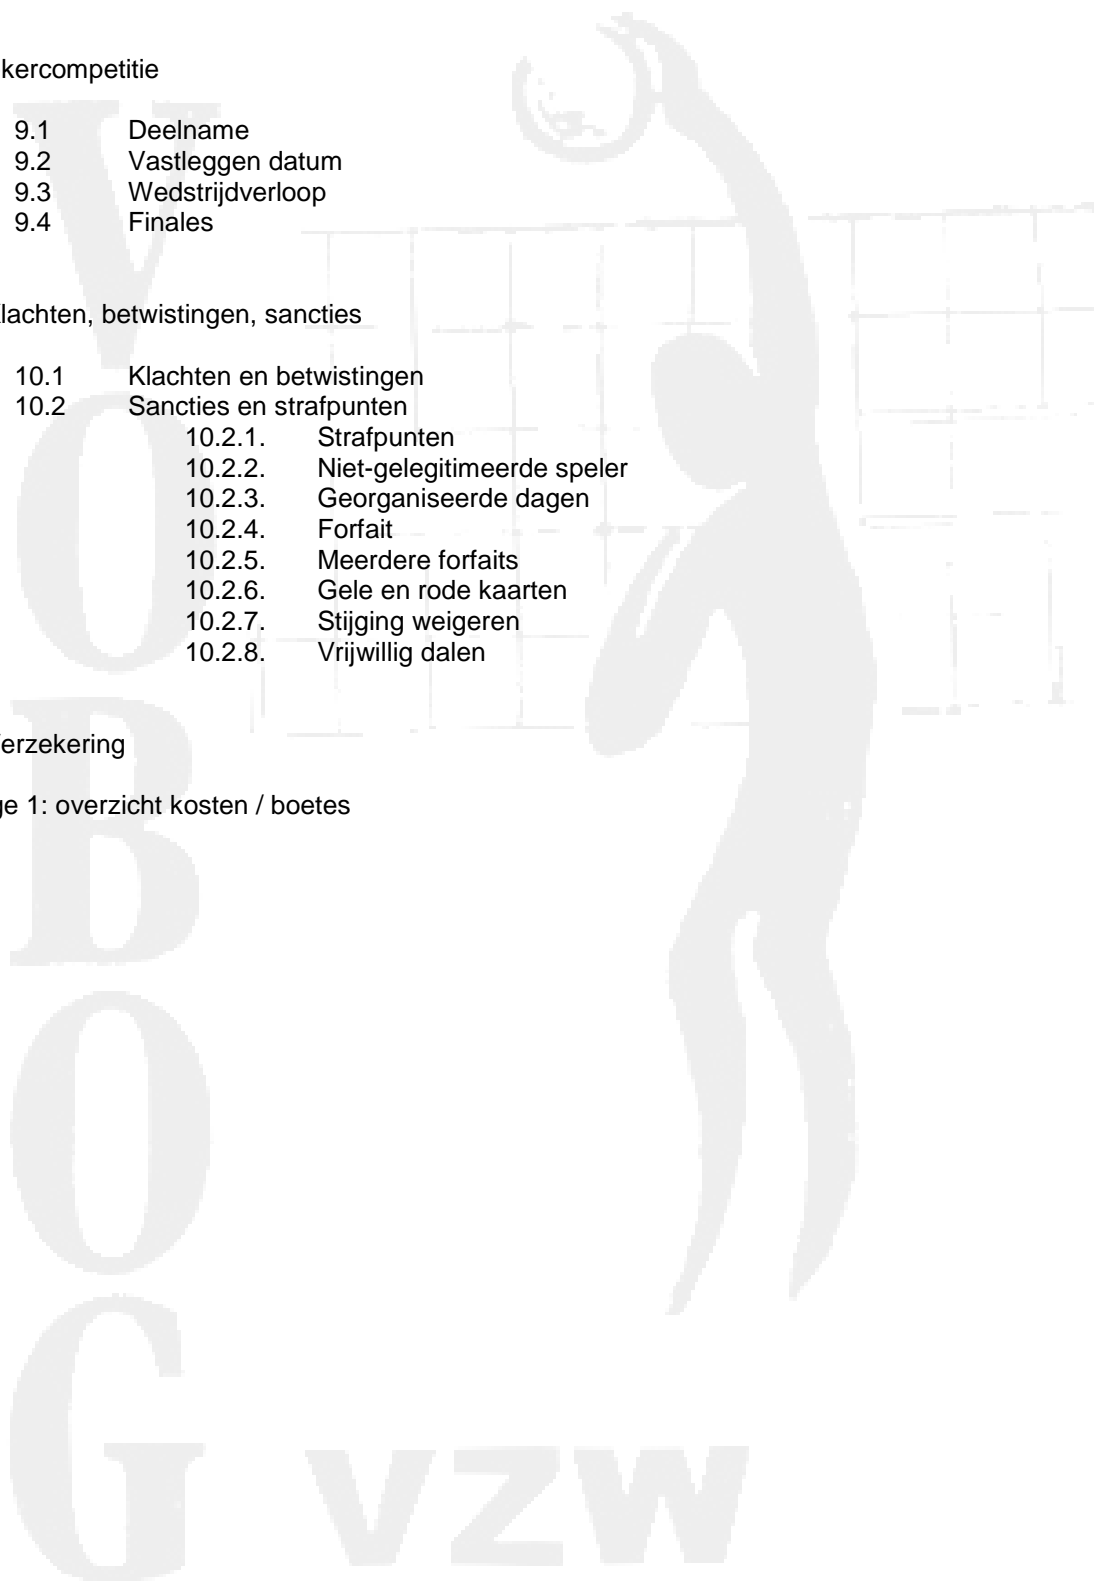 kercompetitie
9.1 Deelname
9.2 Vastleggen datum
9.3 Wedstrijdverloop
9.4 Finales
lachten, betwistingen, sancties
10.1 Klachten en betwistingen
10.2 Sancties en strafpunten
10.2.1. Strafpunten
10.2.2. Niet-gelegitimeerde speler
10.2.3. Georganiseerde dagen
10.2.4. Forfait
10.2.5. Meerdere forfaits
10.2.6. Gele en rode kaarten
10.2.7. Stijging weigeren
10.2.8. Vrijwillig dalen
erzekering
ge 1: overzicht kosten / boetes
VOBOG
vzw